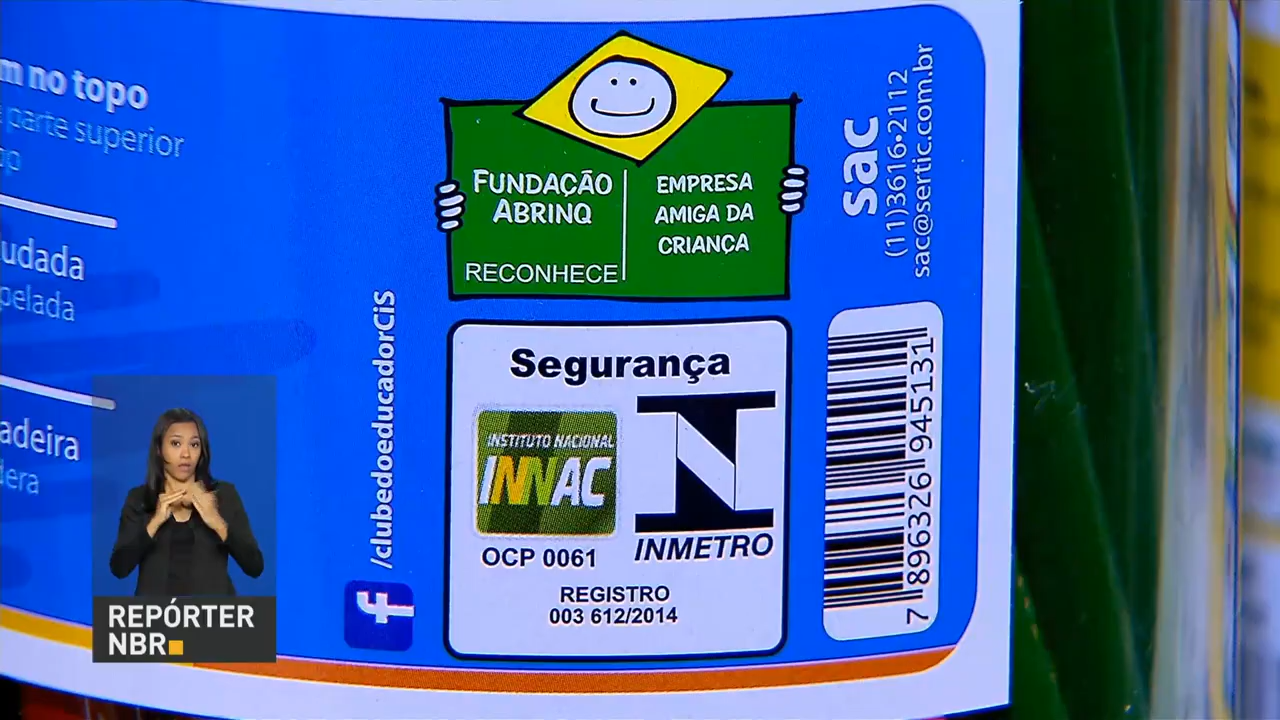 m no topo
parte superior
udada
pelada
adeira
dera
FUNDAÇÃO
ABRINQ
RECONHECE
EMPRESA
AMIGA DA
CRIANÇA
sac
(11)3616•2112
sac@sertic.com.br
/clubedoeducadorCiS
f
Segurança
INSTITUTO NACIONAL
INNAC
OCP 0061
N
INMETRO
REGISTRO
003 612/2014
7 896326 945131
REPÓRTER
NBR